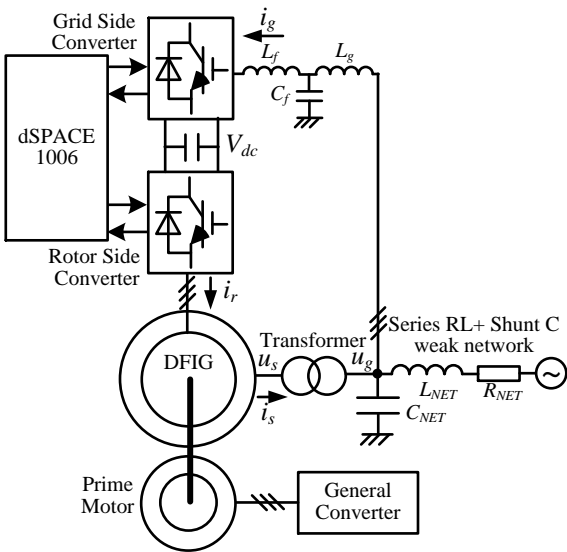 Grid Side
Converter
i_g
L_f
L_g
C_f
dSPACE
1006
V_dc
Rotor Side
Converter
i_r
Transformer
Series RL+ Shunt C
weak network
DFIG
u_s
u_g
i_s
L_NET
R_NET
~
C_NET
Prime
Motor
General
Converter